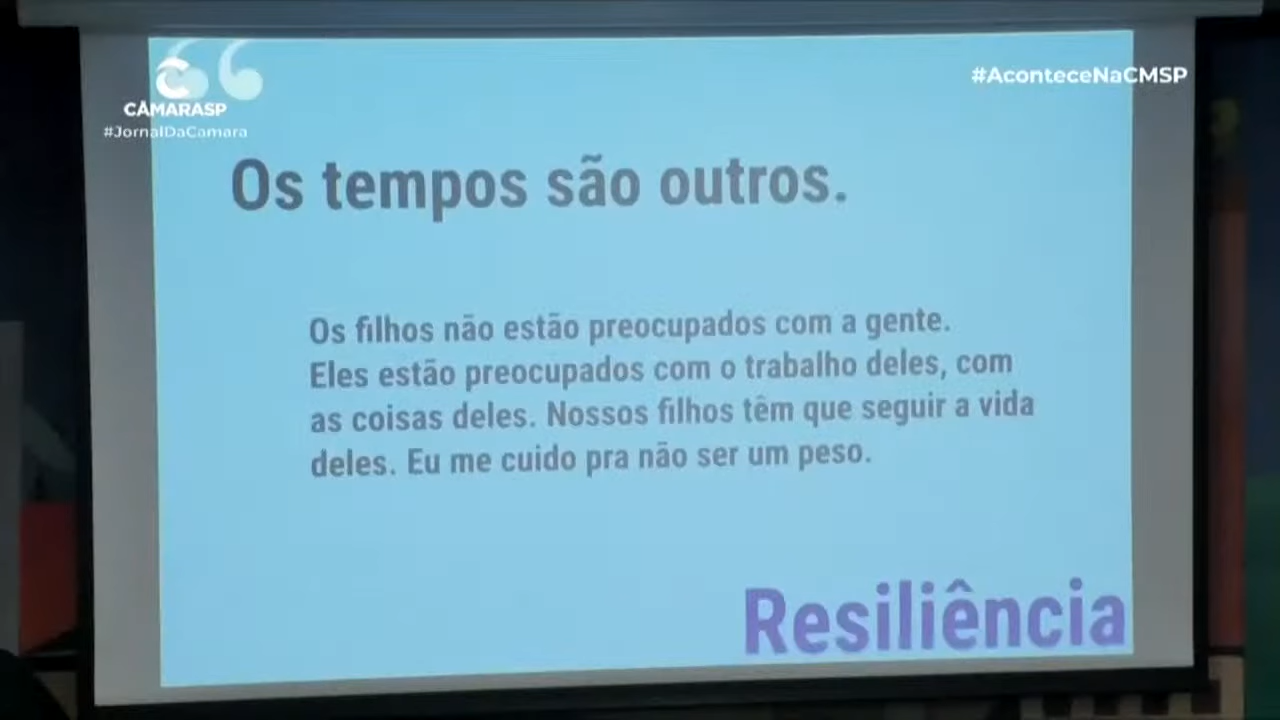 CÂMARASP
#JornalDaCamara
#AconteceNaCMSP
Os tempos são outros.
Os filhos não estão preocupados com a gente.
Eles estão preocupados com o trabalho deles, com
as coisas deles. Nossos filhos têm que seguir a vida
deles. Eu me cuido pra não ser um peso.
Resiliência